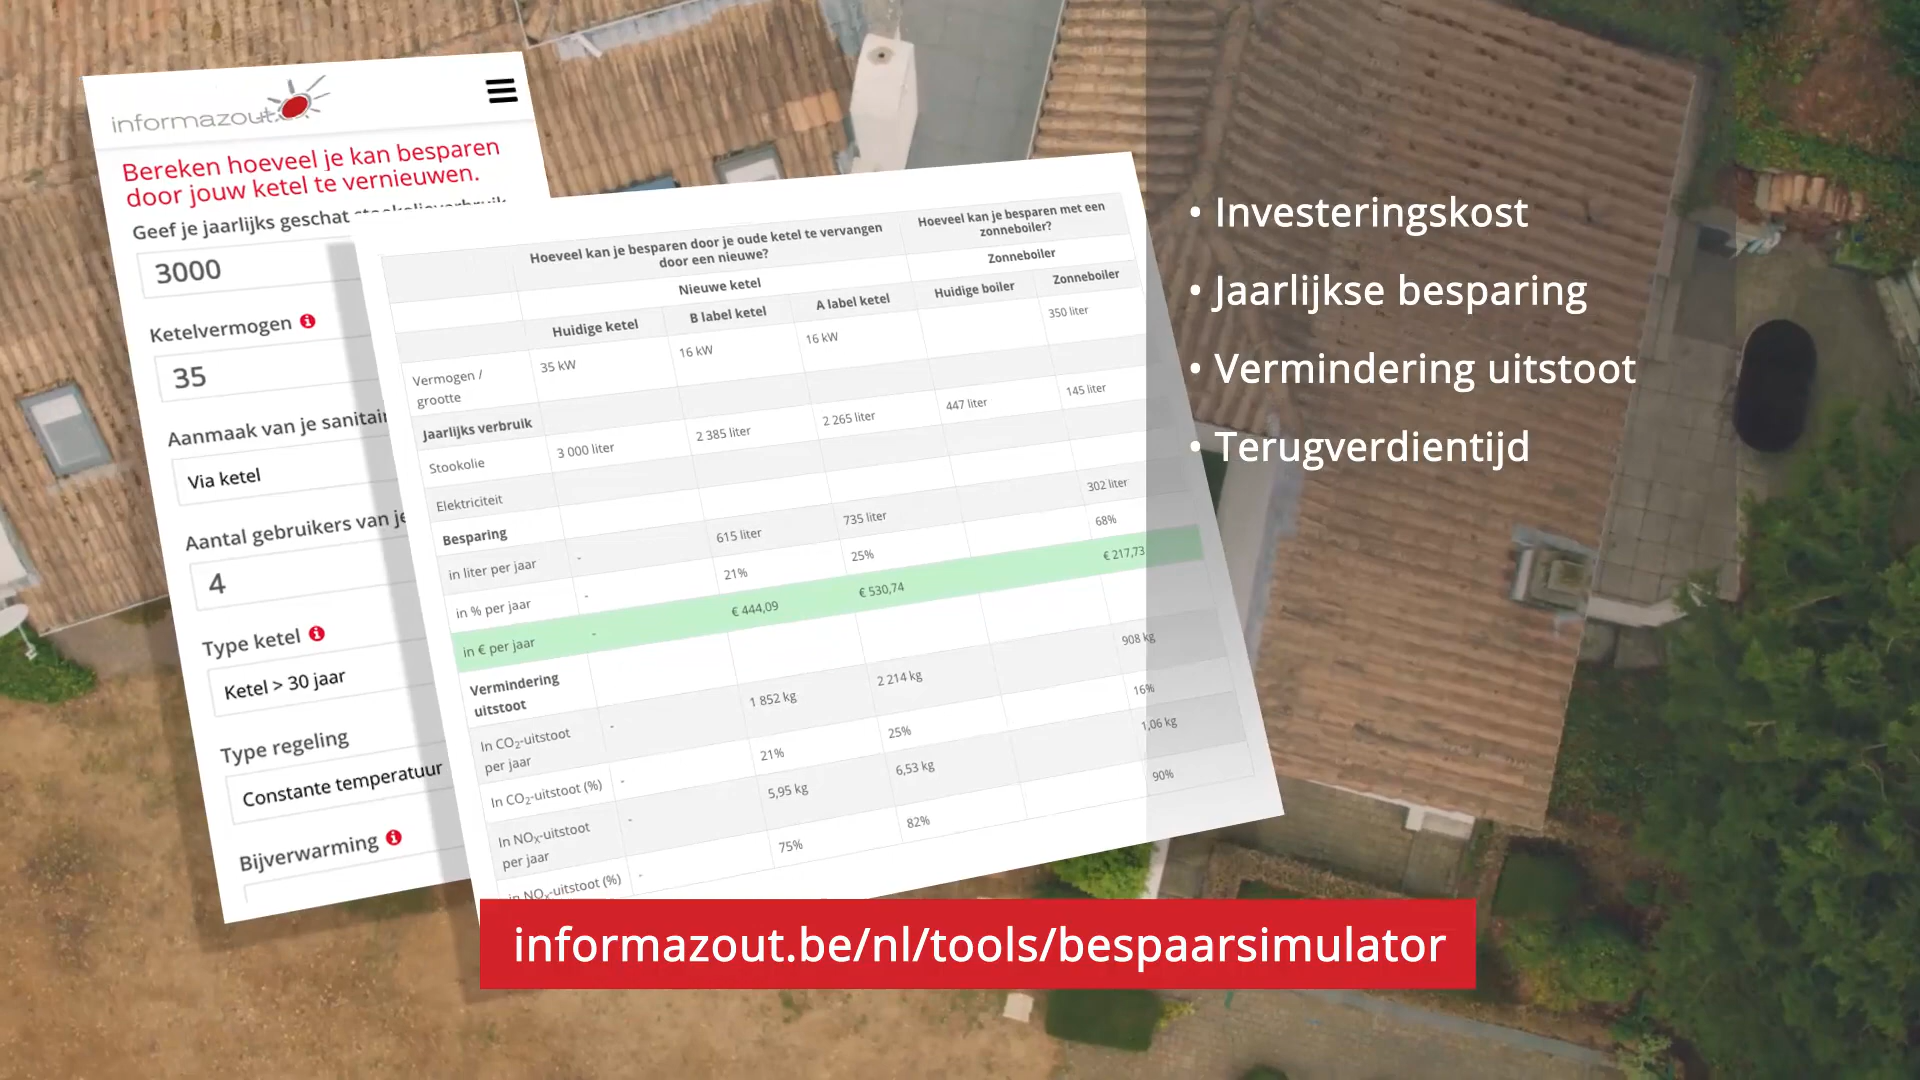 informazout
Bereken hoeveel je kan besparen
door jouw ketel te vernieuwen.
Geef je jaarlijks geschat stookolieverbruik
3000
Ketelvermogen
35
Aanmaak van je sanitair
Via ketel
Aantal gebruikers van je
4
Type ketel
Ketel > 30 jaar
Type regeling
Constante temperatuur
Bijverwarming
Hoeveel kan je besparen door je oude ketel te vervangen
door een nieuwe?
Hoeveel kan je besparen met een
zonneboiler?
Nieuwe ketel
Zonneboiler
Huidige ketel B label ketel A label ketel Huidige boiler Zonneboiler
Vermogen /
grootte
35 kW 16 kW 16 kW 350 liter
Jaarlijks verbruik
Stookolie 3 000 liter 2 385 liter 2 265 liter 447 liter 145 liter
Elektriciteit
Besparing
in liter per jaar - 615 liter 735 liter 302 liter
in % per jaar - 21% 25% 68%
in € per jaar - € 444,09 € 530,74 € 217,73
Vermindering
uitstoot
In CO₂-uitstoot
per jaar
- 1 852 kg 2 214 kg 908 kg
In CO₂-uitstoot (%) - 21% 25% 16%
In NOₓ-uitstoot
per jaar
- 5,95 kg 6,53 kg 1,06 kg
in NOₓ-uitstoot (%) - 75% 82% 90%
• Investeringskost
• Jaarlijkse besparing
• Vermindering uitstoot
• Terugverdientijd
informazout.be/nl/tools/bespaarsimulator